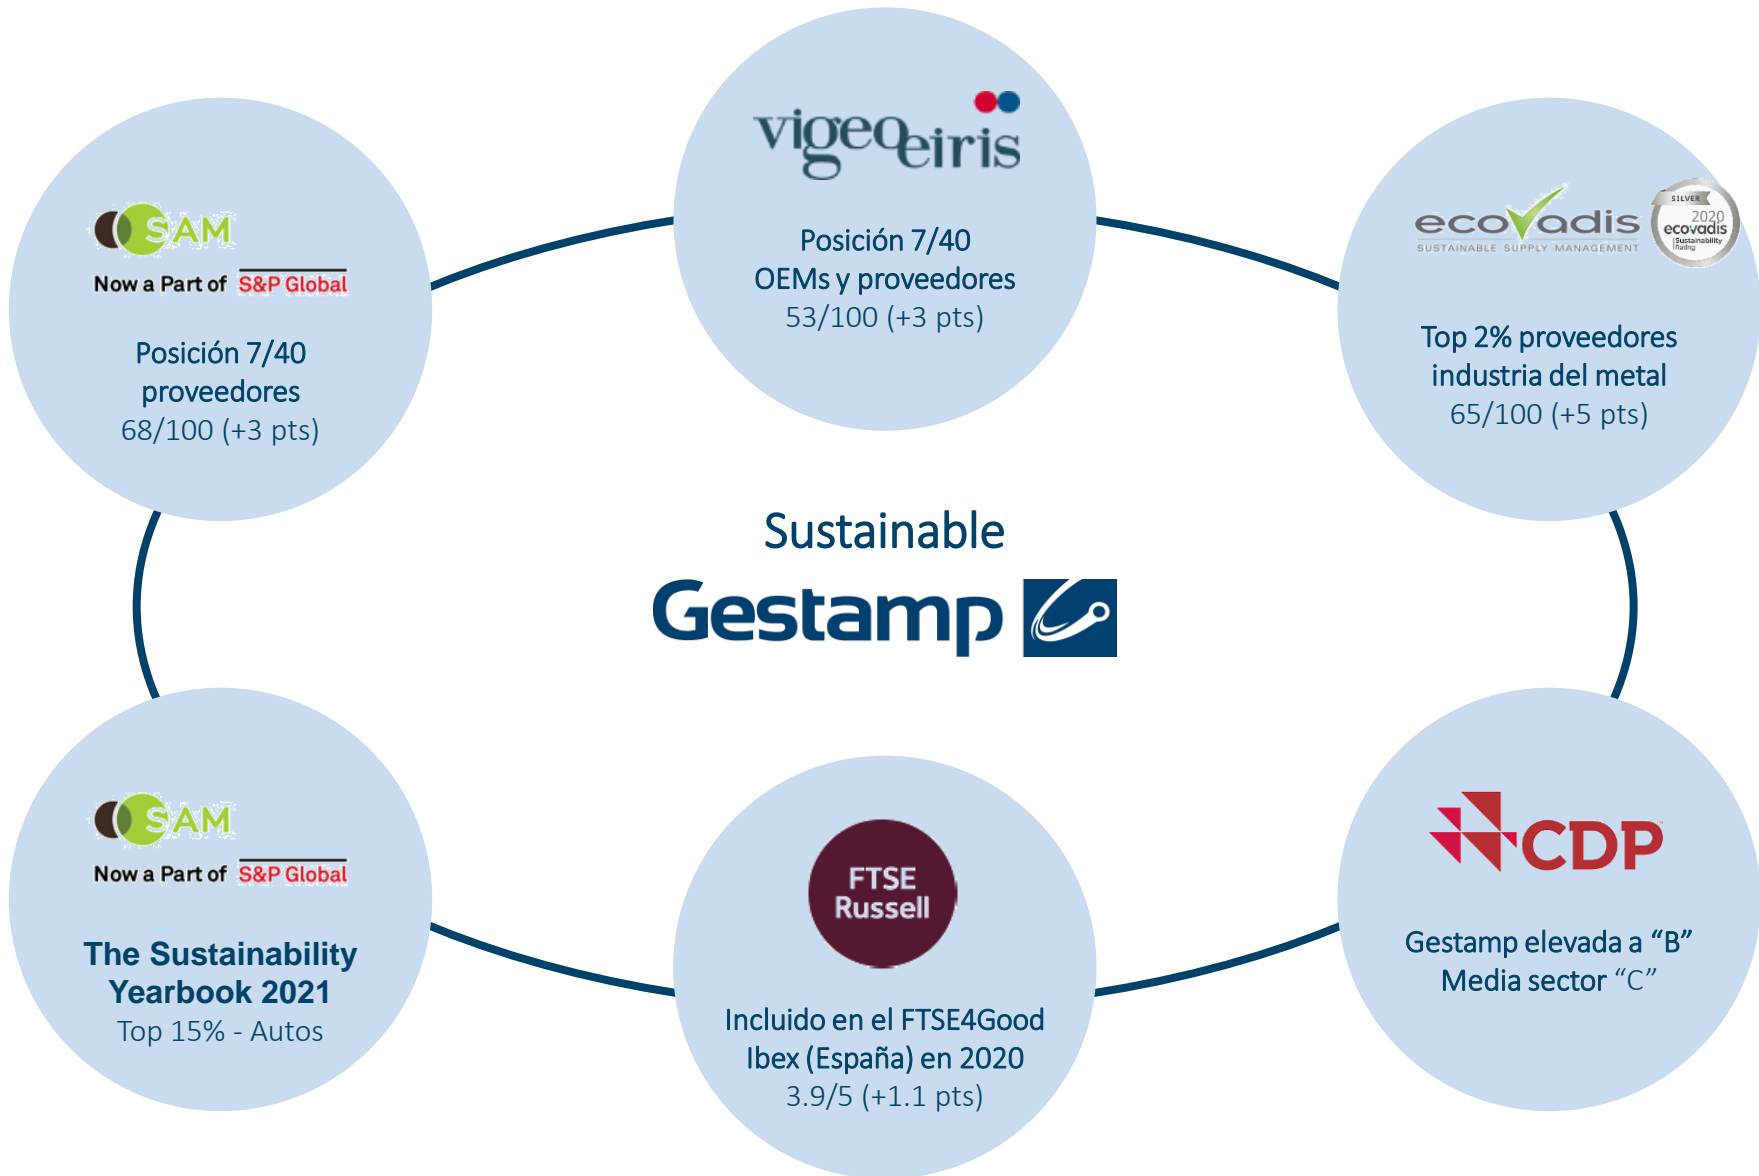 vigeoeiris
Posición 7/40
OEMs y proveedores
53/100 (+3 pts)
SAM
Now a Part of S&P Global
Posición 7/40
proveedores
68/100 (+3 pts)
ecovadis
SUSTAINABLE SUPPLY MANAGEMENT
SILVER
2020
ecovadis
Sustainability
Rating
Top 2% proveedores
industria del metal
65/100 (+5 pts)
Sustainable
Gestamp
SAM
Now a Part of S&P Global
The Sustainability
Yearbook 2021
Top 15% - Autos
FTSE
Russell
Incluido en el FTSE4Good
Ibex (España) en 2020
3.9/5 (+1.1 pts)
CDP
Gestamp elevada a “B”
Media sector “C”